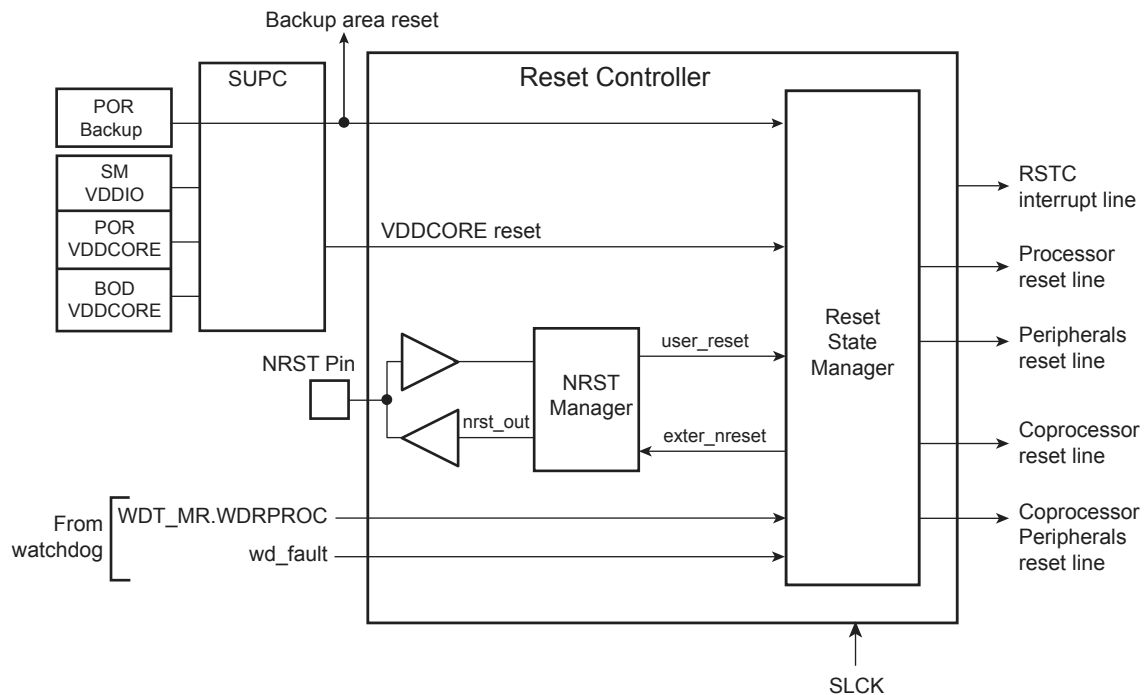 Backup area reset
SUPC
Reset Controller
POR
Backup
SM
VDDIO
POR
VDDCORE
BOD
VDDCORE
VDDCORE reset
NRST Pin
nrst_out
NRST
Manager
user_reset
exter_nreset
Reset
State
Manager
From
watchdog
WDT_MR.WDRPROC
wd_fault
RSTC
interrupt line
Processor
reset line
Peripherals
reset line
Coprocessor
reset line
Coprocessor
Peripherals
reset line
SLCK